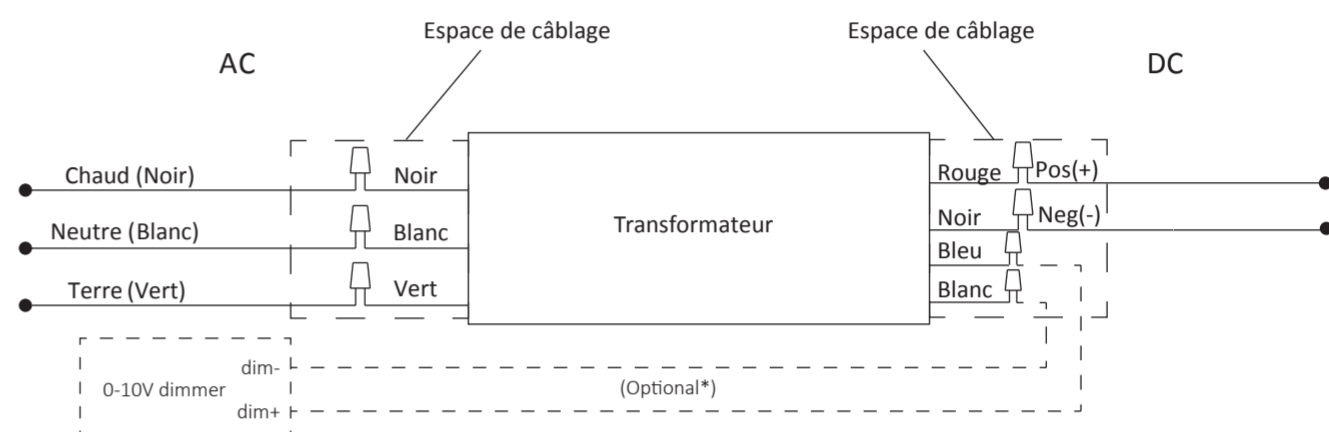 Espace de câblage
Espace de câblage
AC
DC
Chaud (Noir)
Noir
Rouge
Pos(+)
Neutre (Blanc)
Blanc
Transformateur
Noir
Neg(-)
Bleu
Terre (Vert)
Vert
Blanc
dim-
0-10V dimmer
(Optional*)
dim+